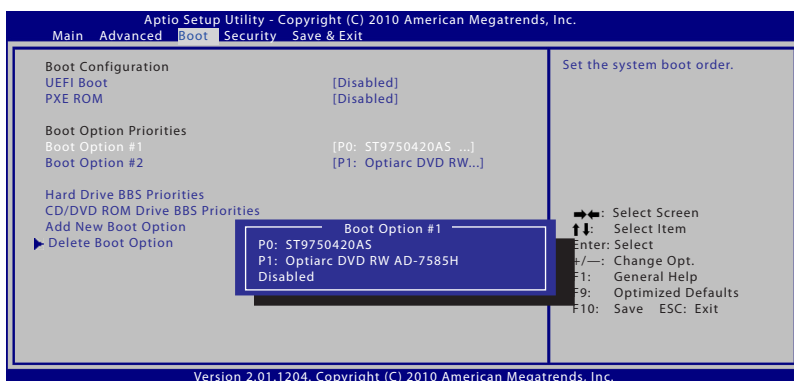 Aptio Setup Utility - Copyright (C) 2010 American Megatrends, Inc.
Main Advanced Boot Security Save & Exit
Boot Configuration
UEFI Boot [Disabled]
PXE ROM [Disabled]
Boot Option Priorities
Boot Option #1 [P0: ST9750420AS ...]
Boot Option #2 [P1: Optiarc DVD RW...]
Hard Drive BBS Priorities
CD/DVD ROM Drive BBS Priorities
Add New Boot Option
Delete Boot Option
Boot Option #1
P0: ST9750420AS
P1: Optiarc DVD RW AD-7585H
Disabled
Set the system boot order.
→←: Select Screen
↑↓: Select Item
Enter: Select
+/—: Change Opt.
F1: General Help
F9: Optimized Defaults
F10: Save ESC: Exit
Version 2.01.1204. Copyright (C) 2010 American Megatrends, Inc.